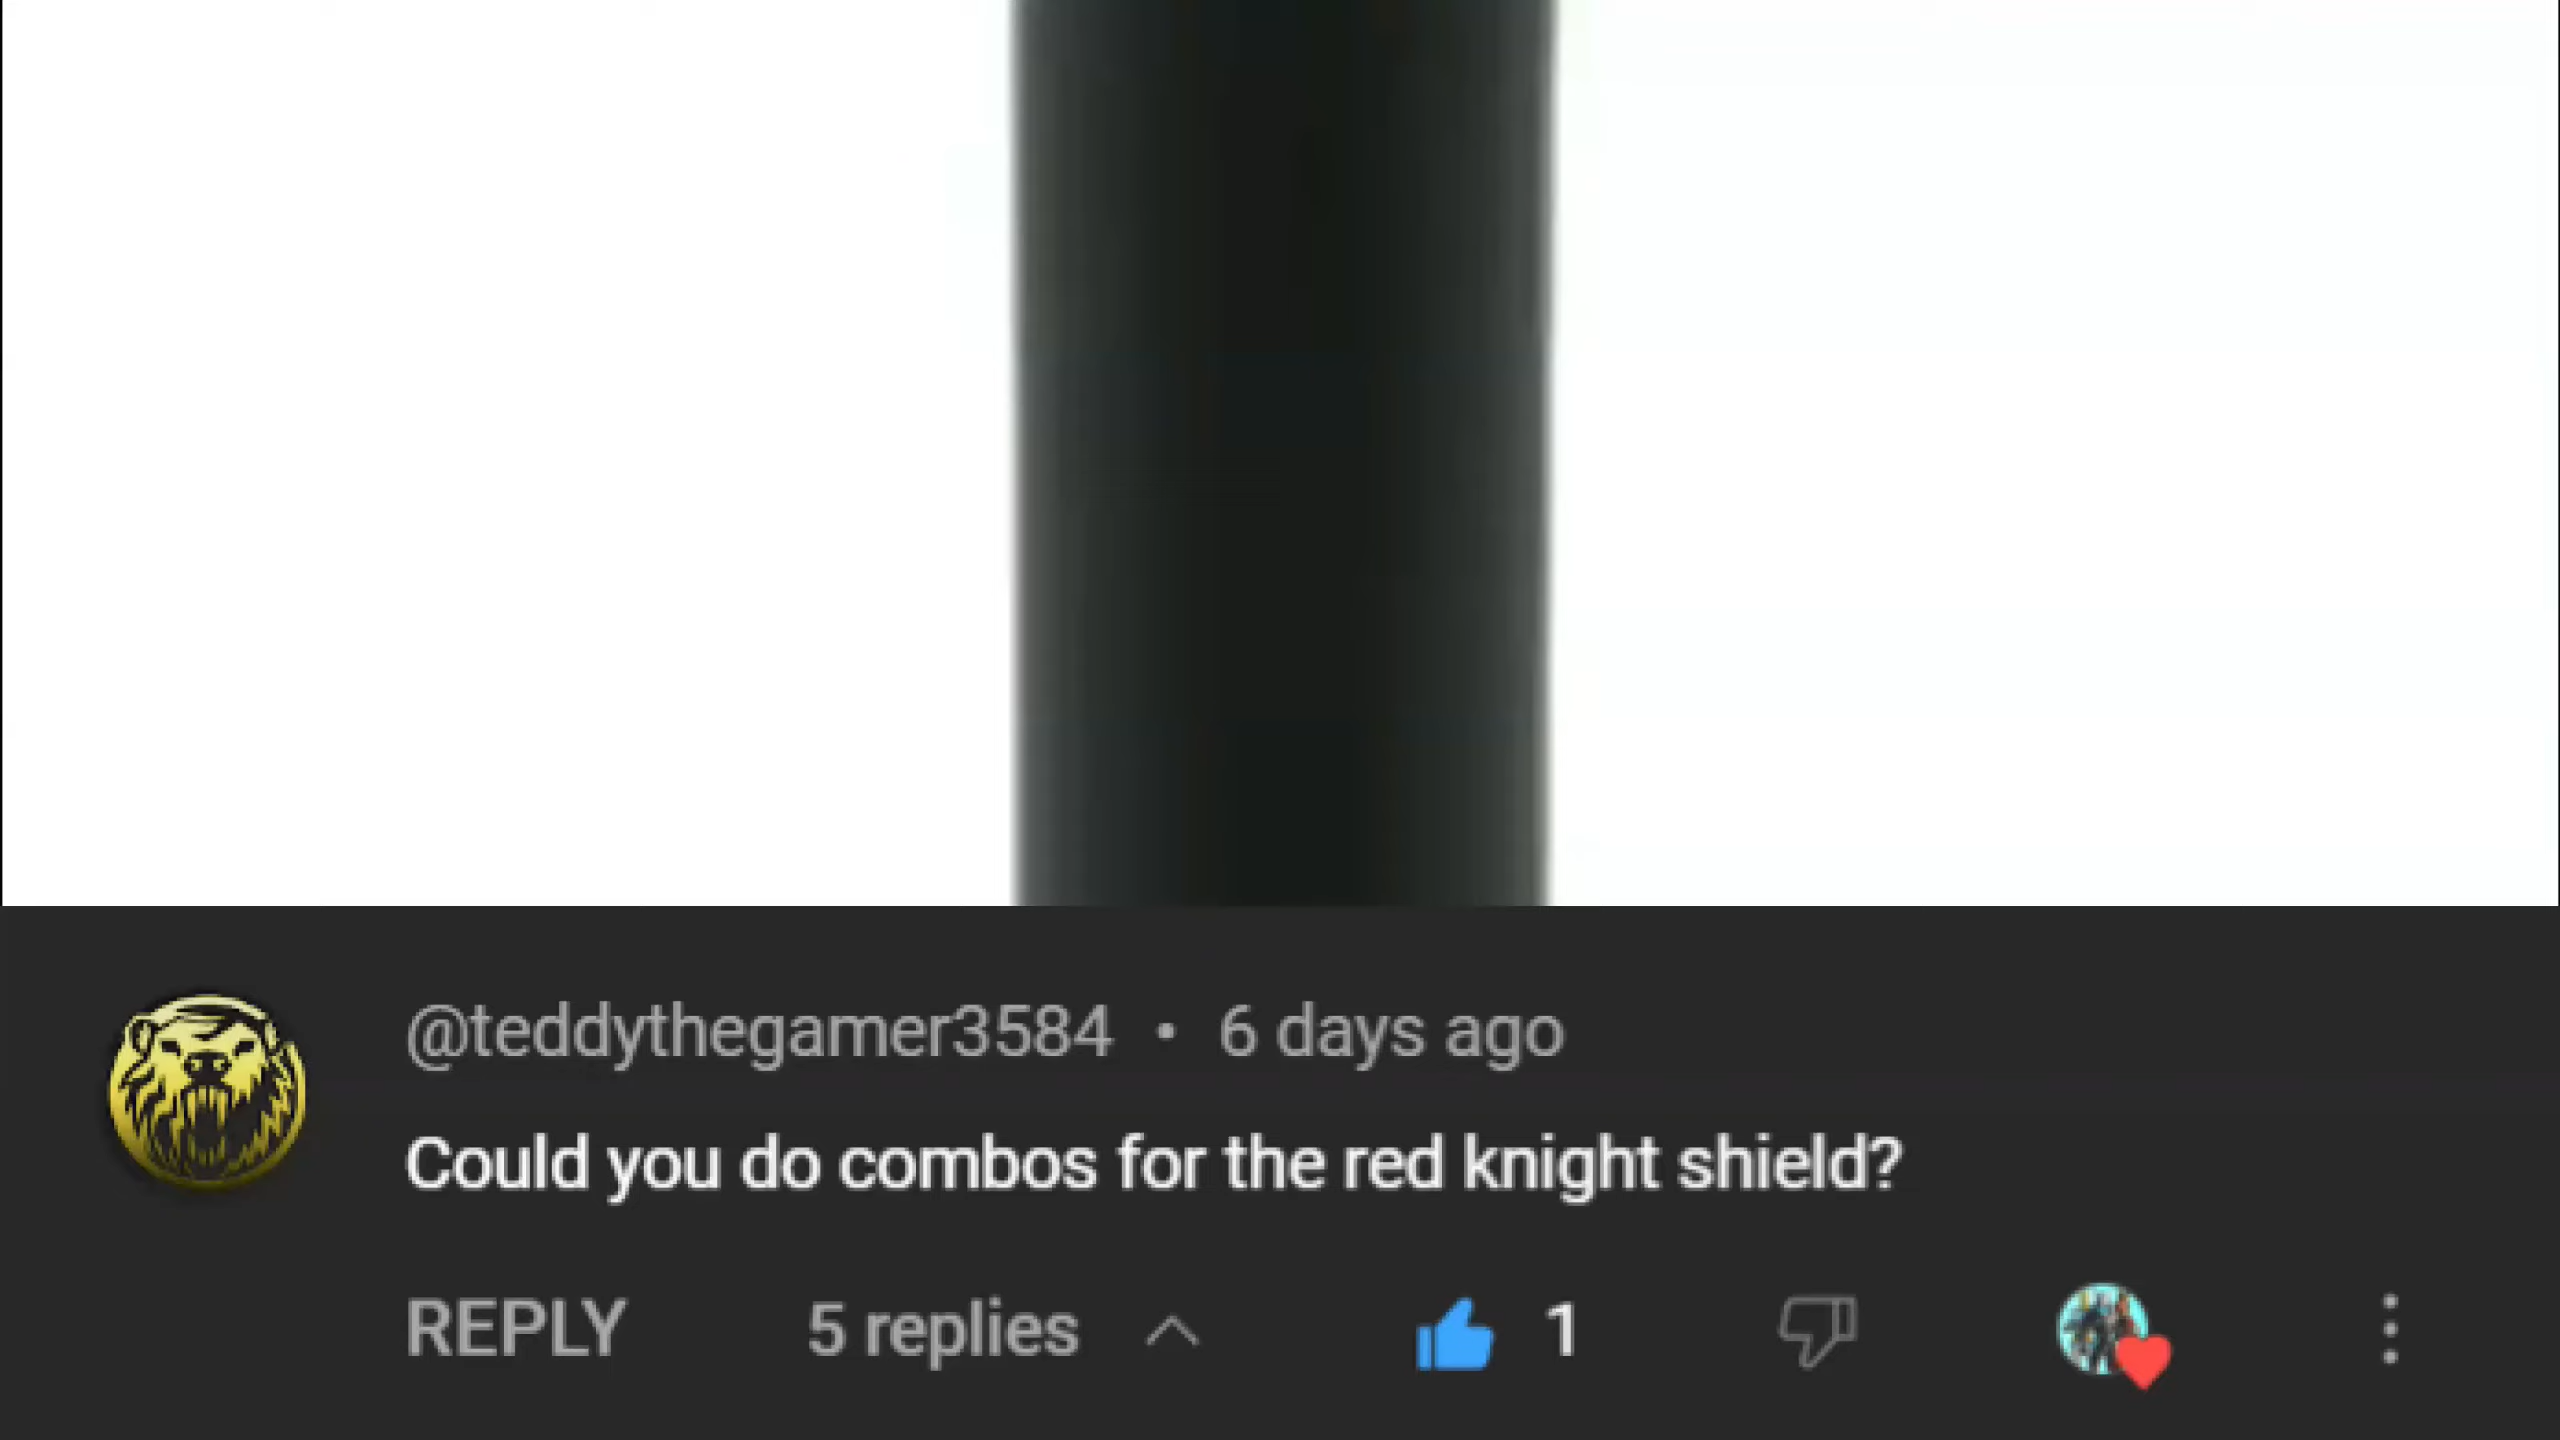 @teddythegamer3584 • 6 days ago
Could you do combos for the red knight shield?
REPLY 5 replies 1